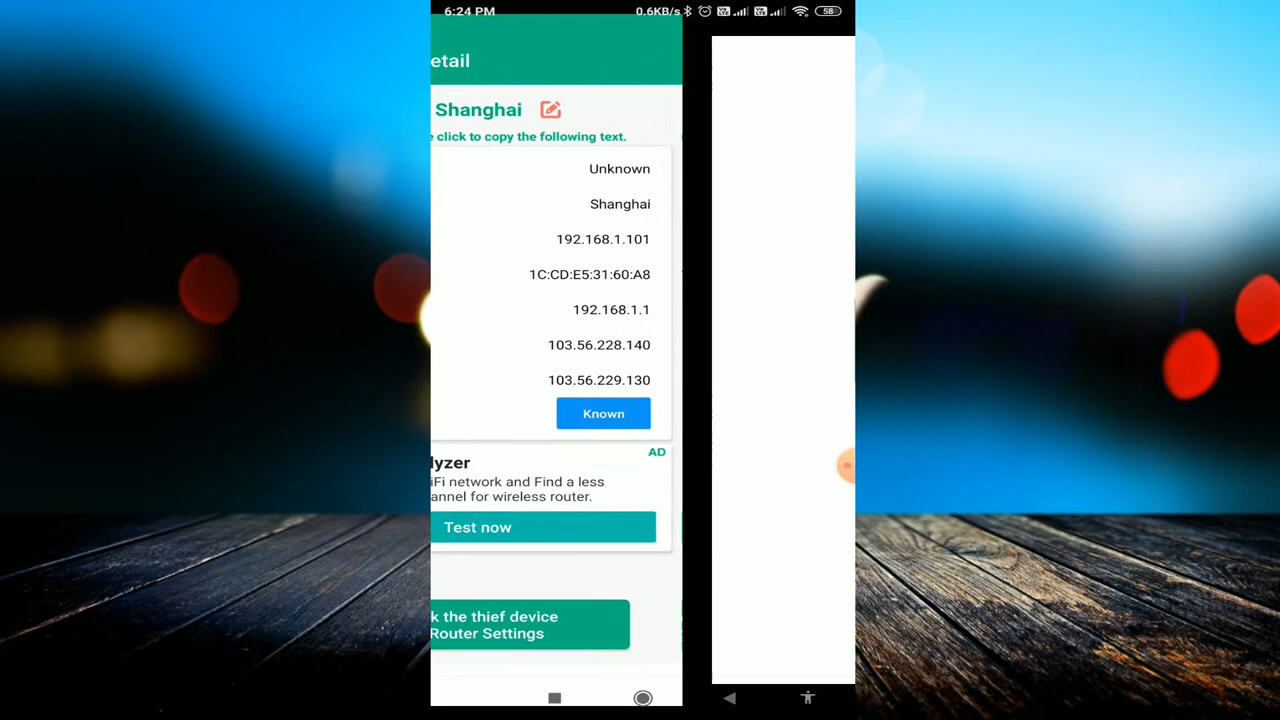 6:24 PM 0.6KB/s 58
etail
Shanghai
e click to copy the following text.
Unknown
Shanghai
192.168.1.101
1C:CD:E5:31:60:A8
192.168.1.1
103.56.228.140
103.56.229.130
Known
AD
lyzer
iFi network and Find a less
annel for wireless router.
Test now
k the thief device
Router Settings